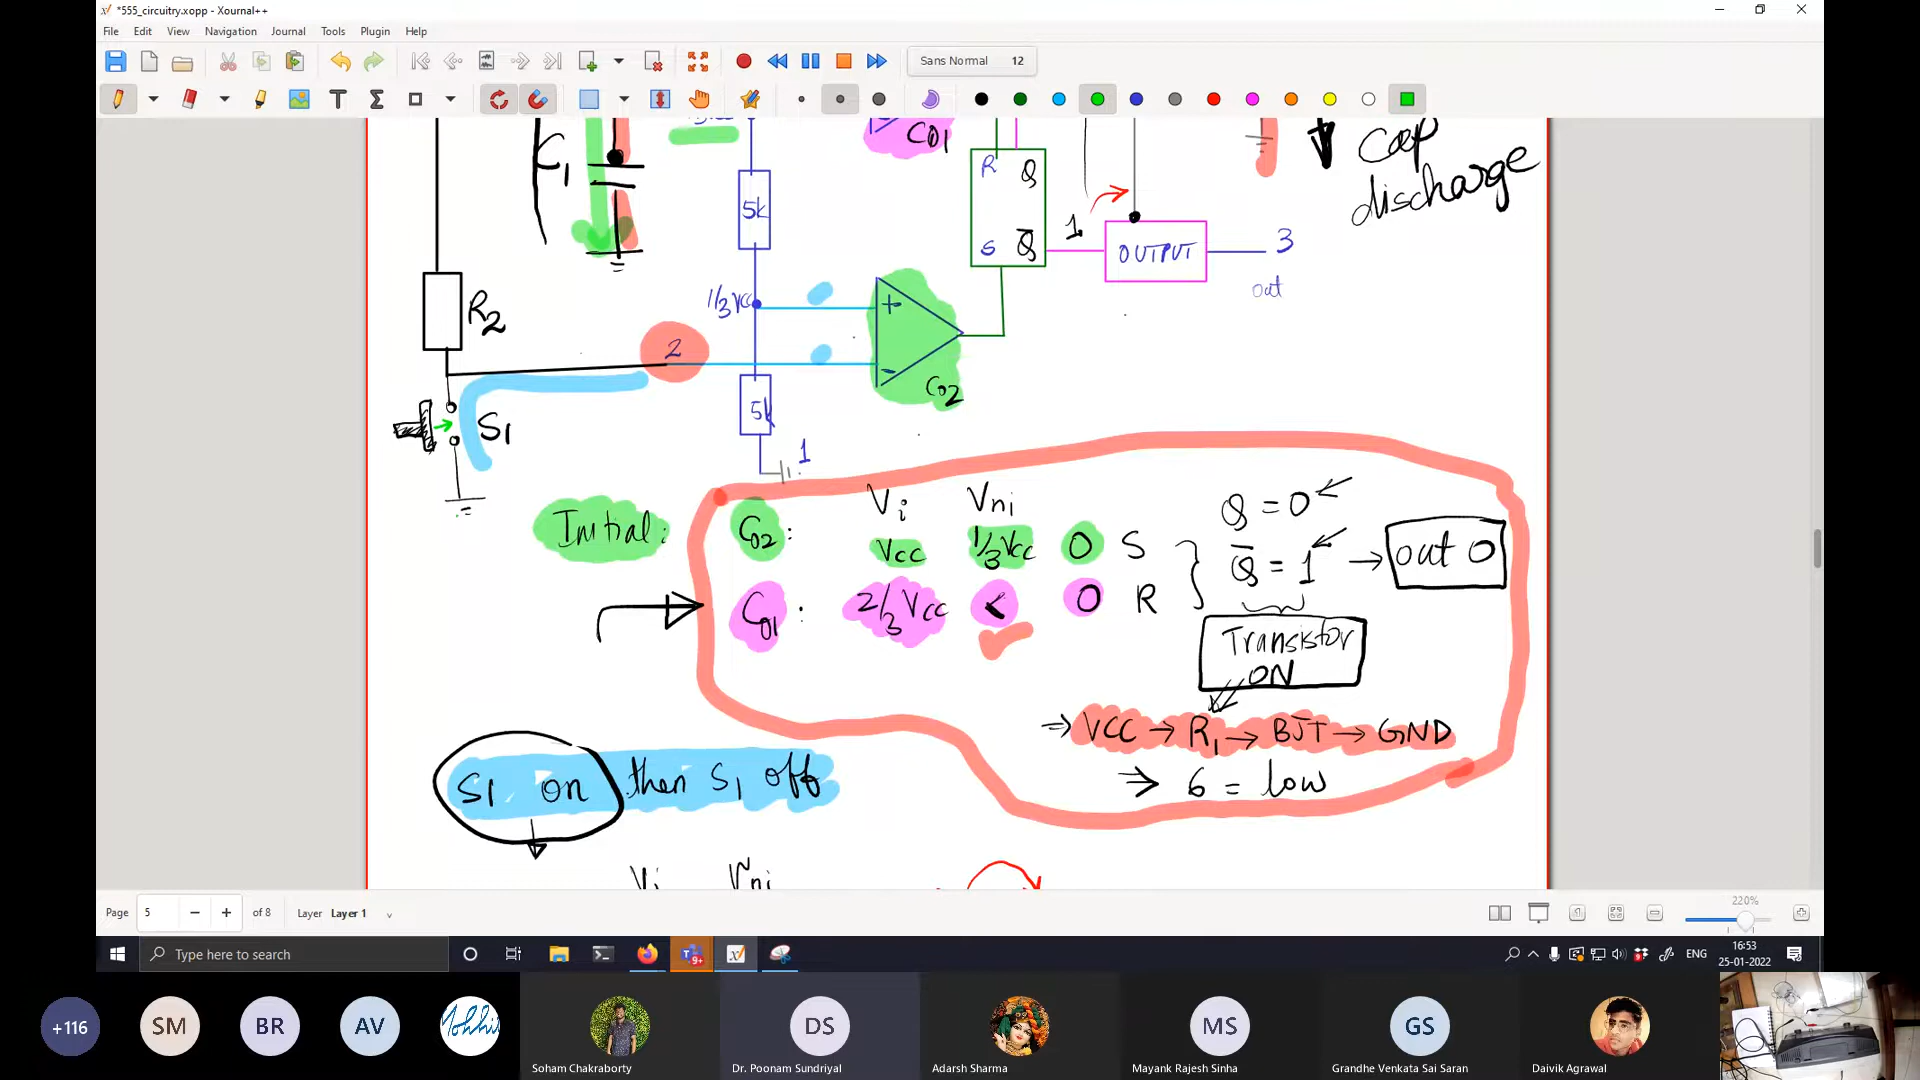 *555_circuitry.xopp - Xournal++
File Edit View Navigation Journal Tools Plugin Help
Sans Normal 12
C1
C01
Cap
discharge
5k
R Q
S Q̄
1
OUTPUT
3
out
R2
1/3 VCC
+
2
-
C02
5k
S1
1
Initial:
C02:
Vi Vni
VCC 1/3 VCC 0 S
C01: 2/3 VCC < 0 R
Q = 0
Q̄ = 1 → out 0
Transistor
ON
⇒ VCC → R1 → BJT → GND
⇒ 6 = low
S1 on then S1 off
Vi Vni
Page 5 of 8 Layer Layer 1
220%
Type here to search
9+
ENG
16:53
25-01-2022
+116
SM
BR
AV
Soham Chakraborty
DS
Dr. Poonam Sundriyal
Adarsh Sharma
MS
Mayank Rajesh Sinha
GS
Grandhe Venkata Sai Saran
Daivik Agrawal